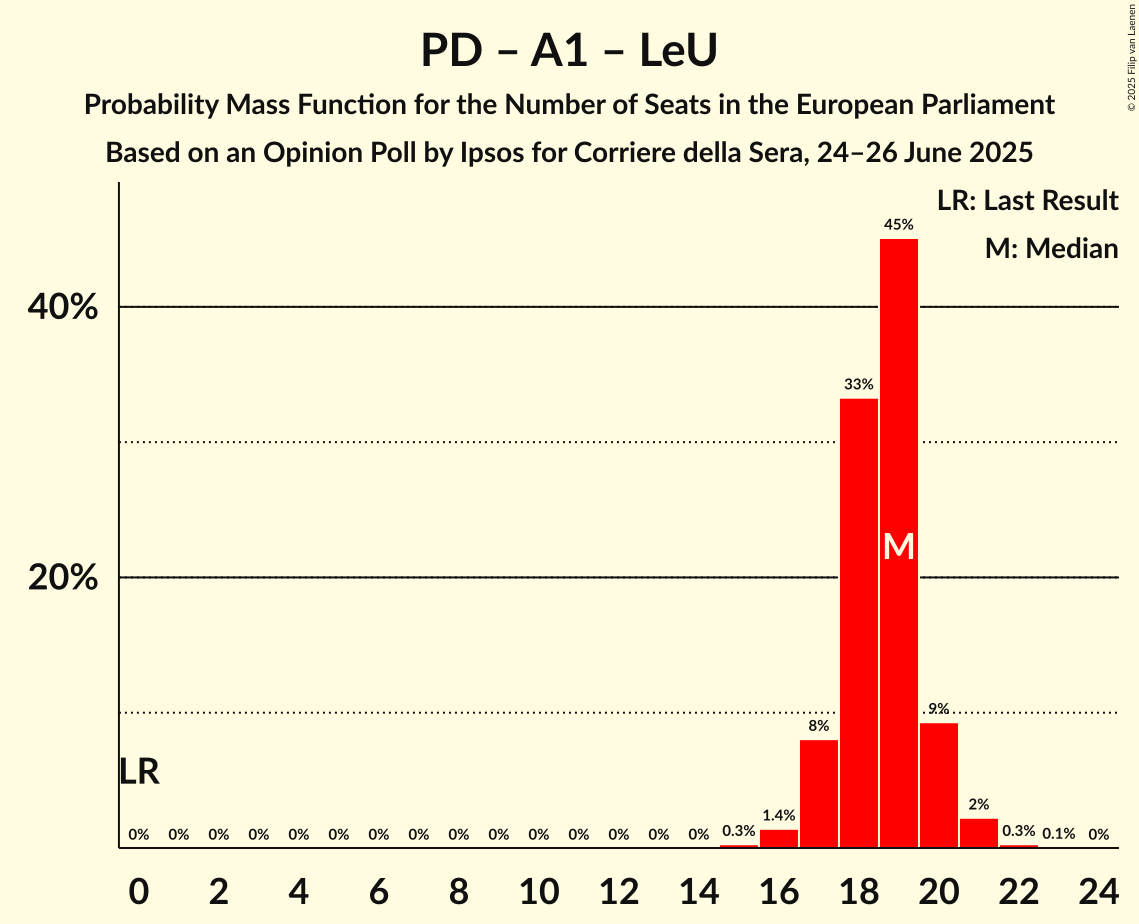 PD – A1 – LeU
Probability Mass Function for the Number of Seats in the European Parliament
Based on an Opinion Poll by Ipsos for Corriere della Sera, 24–26 June 2025
© 2025 Filip van Laenen
LR: Last Result
M: Median
45%
40%
33%
M
20%
9%
8%
LR
2%
1.4%
0% 0% 0% 0% 0% 0% 0% 0% 0% 0% 0% 0% 0% 0% 0% 0.3% 0.3% 0.1% 0%
0 2 4 6 8 10 12 14 16 18 20 22 24